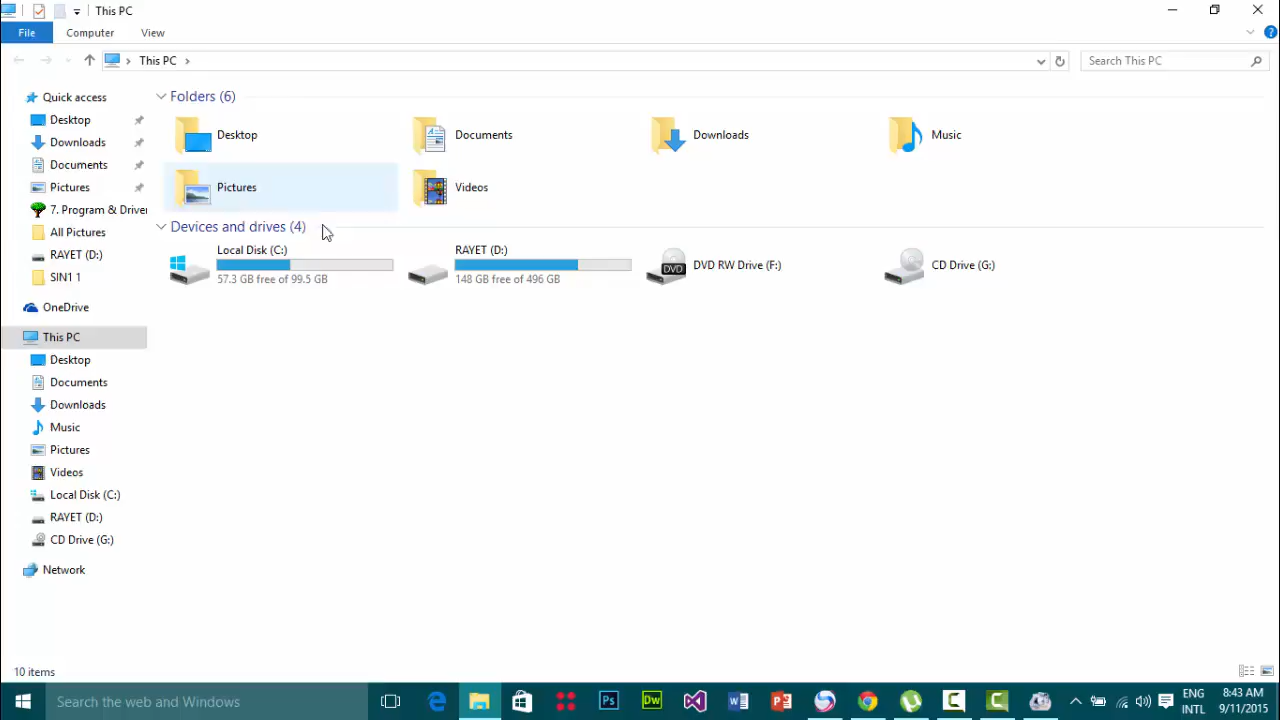 This PC
File Computer View
This PC
Search This PC
Quick access
Desktop
Downloads
Documents
Pictures
7. Program & Driver
All Pictures
RAYET (D:)
SIN1 1
OneDrive
This PC
Desktop
Documents
Downloads
Music
Pictures
Videos
Local Disk (C:)
RAYET (D:)
CD Drive (G:)
Network
Folders (6)
Desktop
Documents
Downloads
Music
Pictures
Videos
Devices and drives (4)
Local Disk (C:)
57.3 GB free of 99.5 GB
RAYET (D:)
148 GB free of 496 GB
DVD
DVD RW Drive (F:)
CD Drive (G:)
10 items
Search the web and Windows
Ps
Dw
ENG
INTL
8:43 AM
9/11/2015